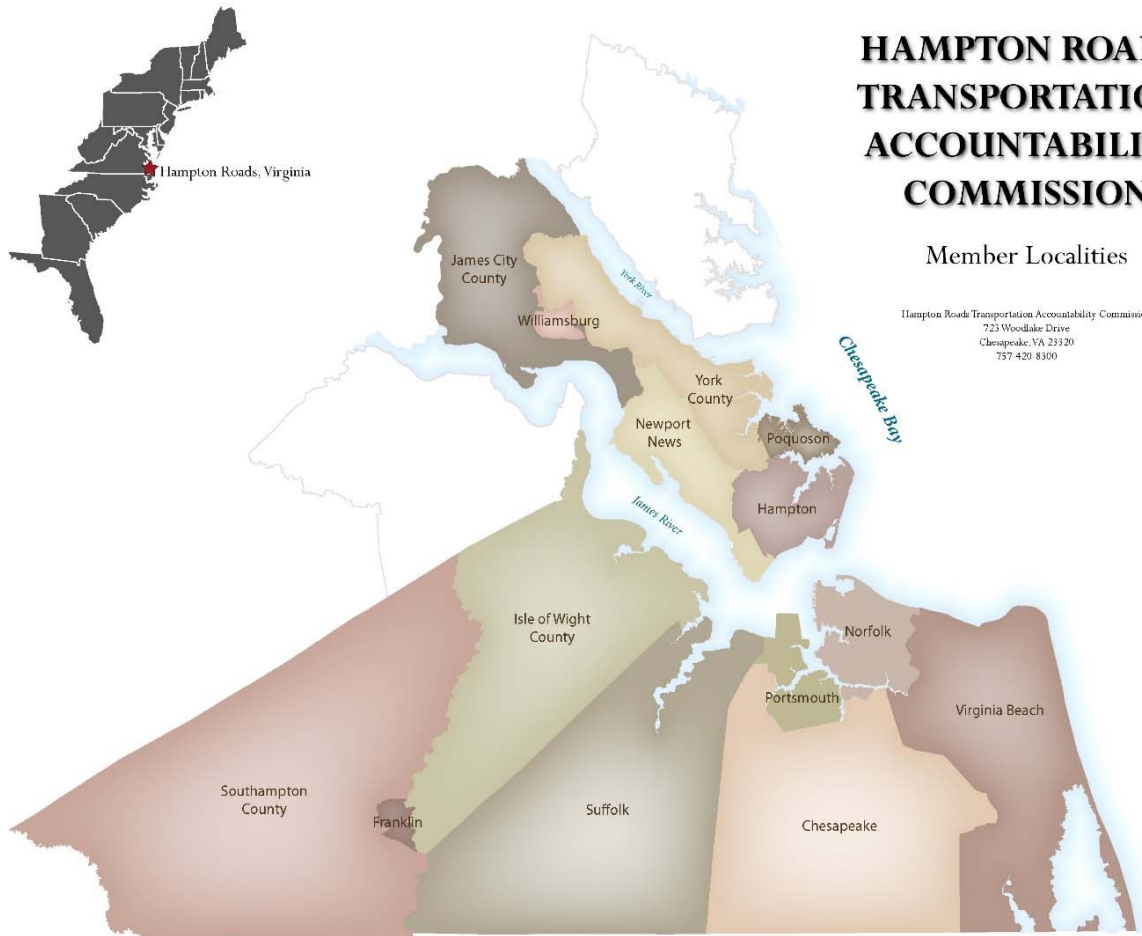 HAMPTON ROA
TRANSPORTATIO
ACCOUNTABILI
COMMISSION
Member Localities
Hampton Roads Transportation Accountability Commissi
723 Woodlake Drive
Chesapeake, VA 23320
757-420-8300
Hampton Roads, Virginia
James City
County
York River
Williamsburg
York
County
Chesapeake Bay
Newport
News
Poquoson
James River
Hampton
Isle of Wight
County
Norfolk
Portsmouth
Virginia Beach
Southampton
County
Franklin
Suffolk
Chesapeake